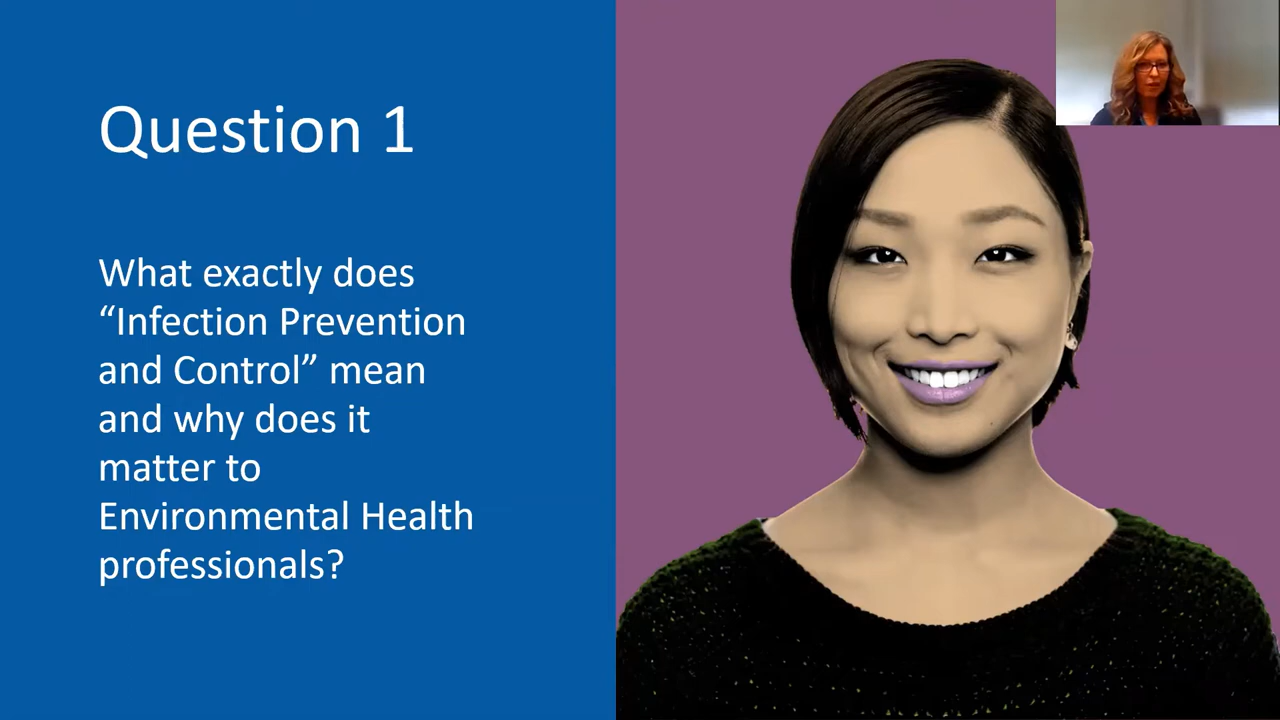 Question 1
What exactly does
“Infection Prevention
and Control” mean
and why does it
matter to
Environmental Health
professionals?